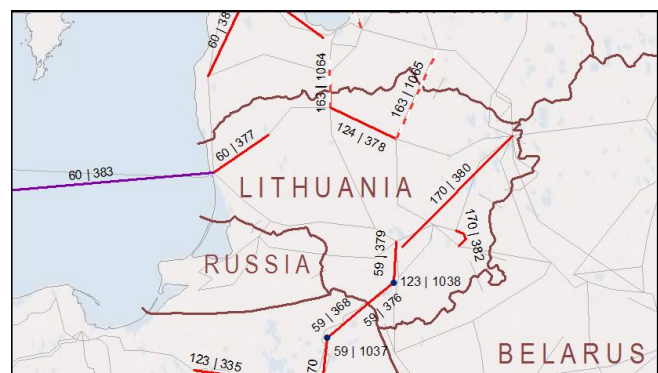 60 | 38
163 | 1064
163 | 1065
60 | 377
124 | 378
60 | 383
LITHUANIA
170 | 380
170 | 382
59 | 379
RUSSIA
123 | 1038
59 | 368
59 | 376
59 | 1037
BELARUS
123 | 335
70